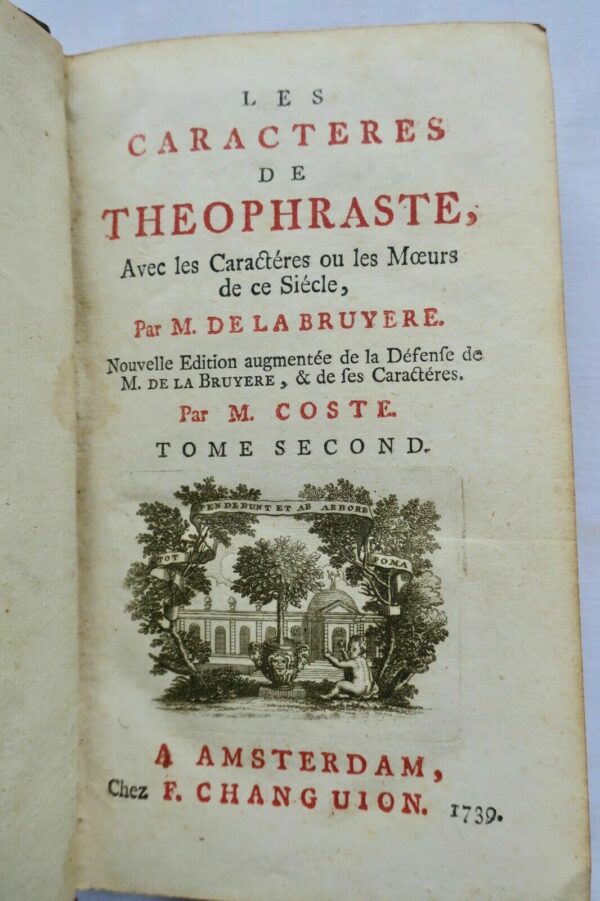 LES
CARACTERES
DE
THEOPHRASTE,
Avec les Caractéres ou les Mœurs
de ce Siécle,
Par M. DE LA BRUYERE.
Nouvelle Edition augmentée de la Défenſe de
M. DE LA BRUYERE, & de ſes Caractéres.
Par M. COSTE.
TOME SECOND.
TOT PENDEBUNT ET AB ARBORE POMA
A AMSTERDAM,
Chez F. CHANGUION. 1739.